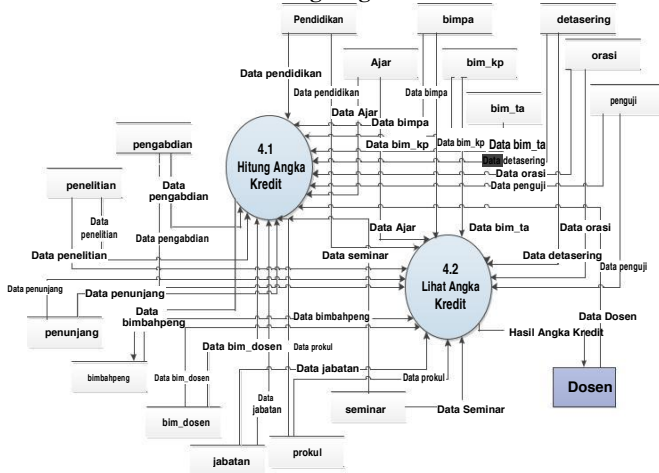 Pendidikan
bimpa
detasering
Ajar
bim_kp
orasi
bim_ta
penguji
Data pendidikan
Data pendidikan
Data bimpa
Data Ajar
Data bimpa
Data bim_kp
Data bim_kp
Data bim_ta
Data detasering
Data orasi
Data penguji
pengabdian
4.1
Hitung Angka
Kredit
penelitian
Data
pengabdian
Data
penelitian
Data pengabdian
Data Ajar
Data bim_ta
Data orasi
Data penelitian
Data seminar
Data detasering
Data penguji
4.2
Lihat Angka
Kredit
Data penunjang
Data penunjang
penunjang
Data
bimbahpeng
Data bimbahpeng
Data Dosen
Hasil Angka Kredit
Data bim_dosen
Data prokul
bimbahpeng
Data bim_dosen
Data jabatan
Data prokul
Dosen
Data
jabatan
bim_dosen
seminar
Data Seminar
jabatan
prokul